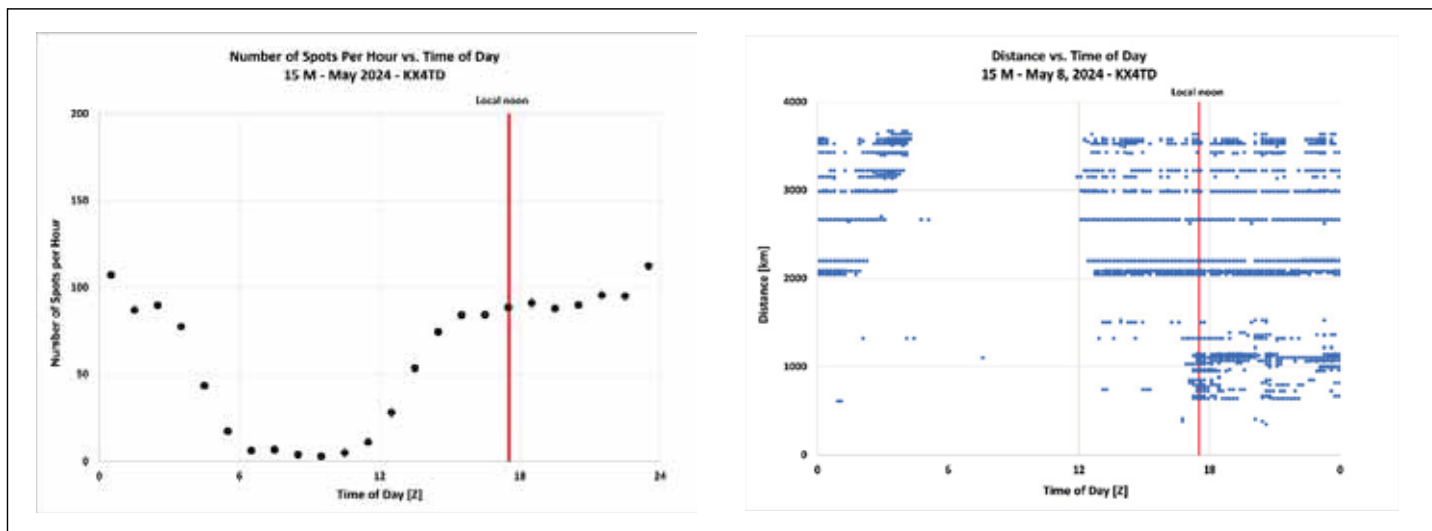 Number of Spots Per Hour vs. Time of Day
15 M - May 2024 - KX4TD
Local noon
200
150
100
50
0
Number of Spots per Hour
0
6
12
18
24
Time of Day [Z]
Distance vs. Time of Day
15 M - May 8, 2024 - KX4TD
Local noon
4000
3000
2000
1000
0
Distance [km]
0
6
12
18
0
Time of Day [Z]